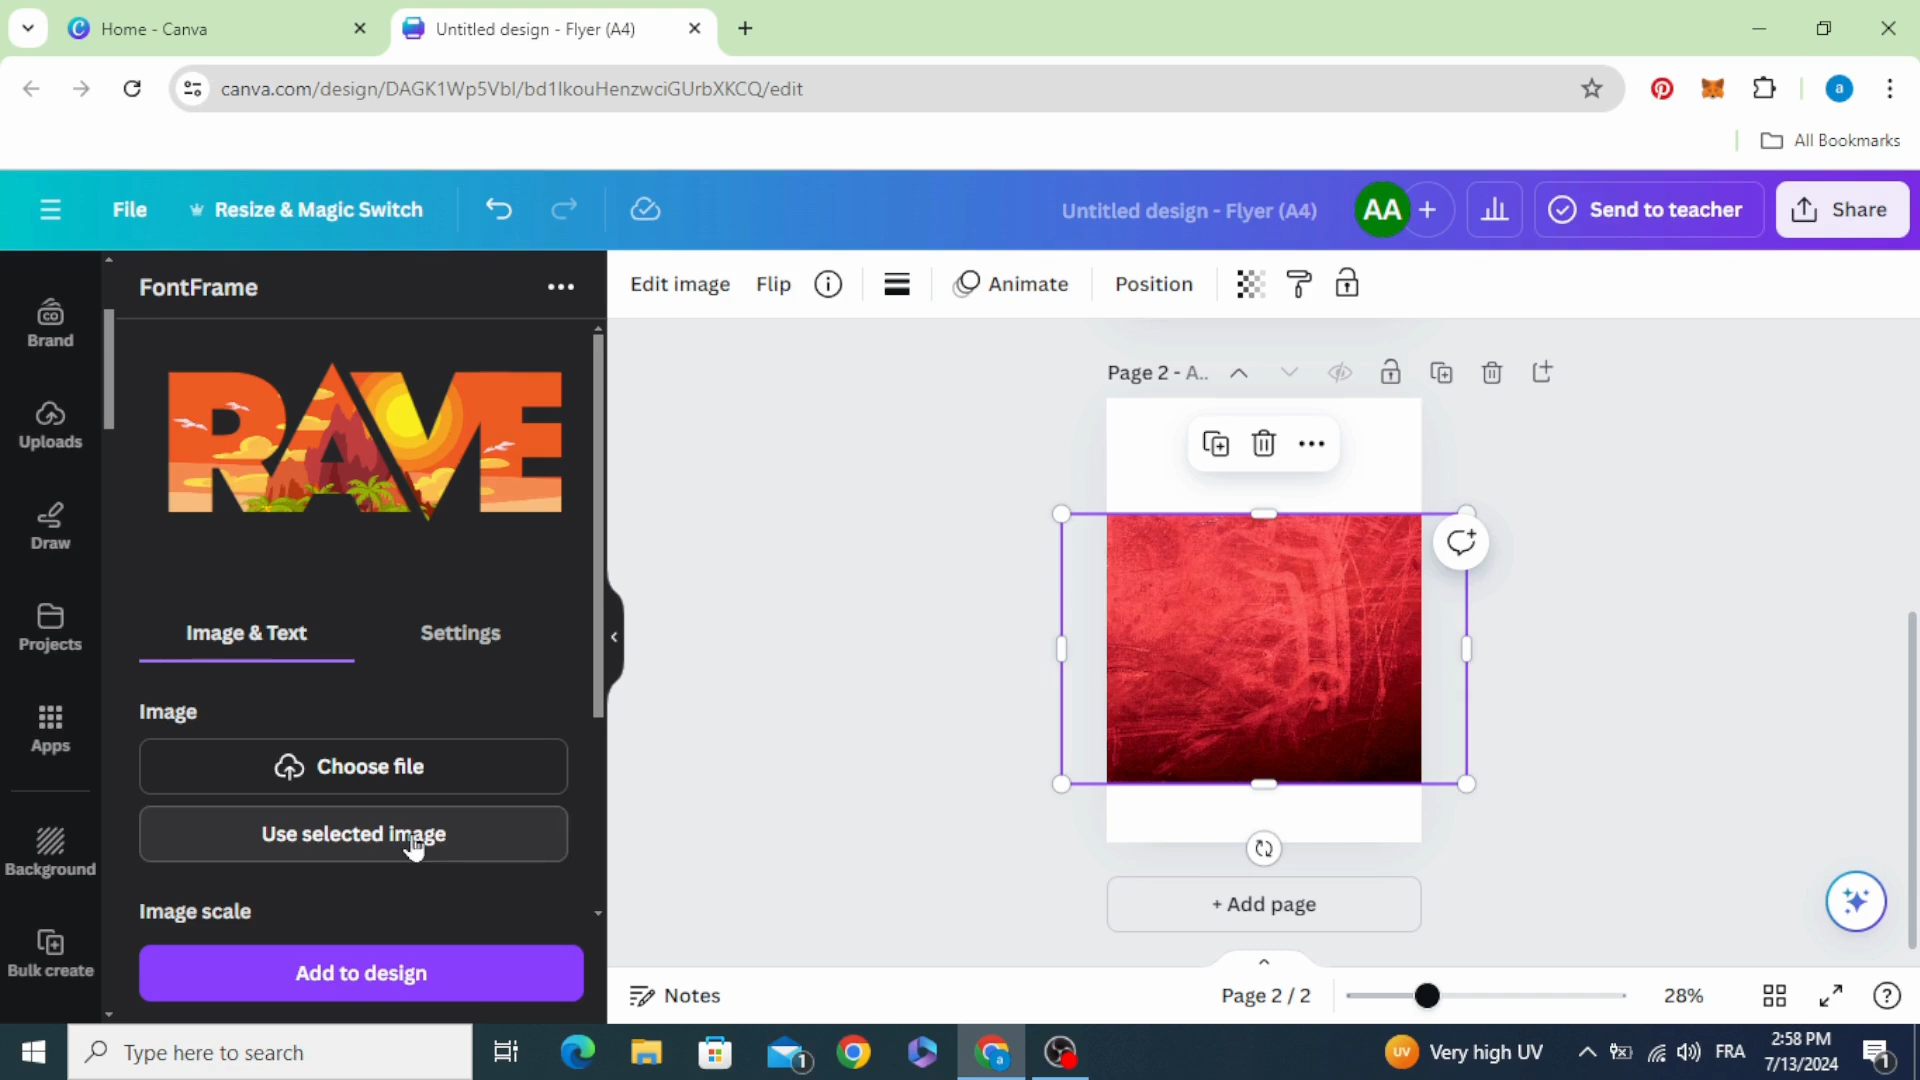 Home - Canva
Untitled design - Flyer (A4)
canva.com/design/DAGK1Wp5VbI/bd1IkouHenzwciGUrbXKCQ/edit
a
All Bookmarks
File
Resize & Magic Switch
Untitled design - Flyer (A4)
AA
Send to teacher
Share
Brand
Uploads
Draw
Projects
Apps
Background
Bulk create
FontFrame
RAVE
Image & Text
Settings
Image
Choose file
Use selected image
Image scale
Add to design
Edit image
Flip
Animate
Position
Page 2 - A..
+ Add page
Notes
Page 2 / 2
28%
Type here to search
1
a
UV
Very high UV
FRA
2:58 PM
7/13/2024
1